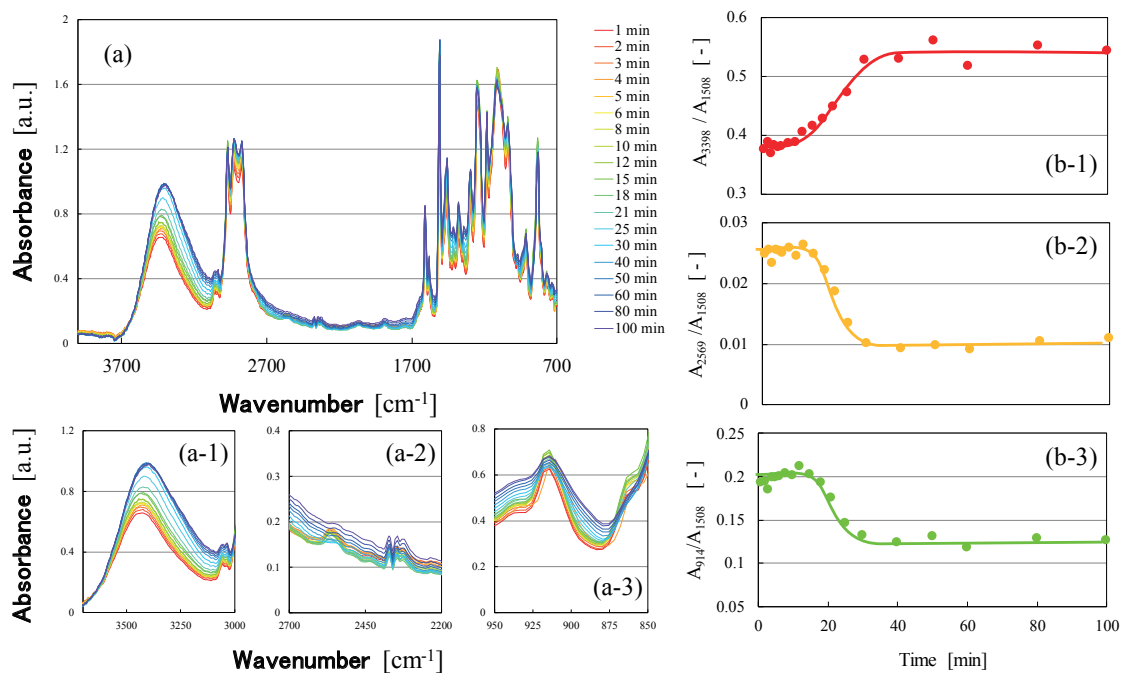 (a)
Absorbance [a.u.]
2
1.6
1.2
0.8
0.4
0
3700 2700 1700 700
Wavenumber [cm-1]
1 min
2 min
3 min
4 min
5 min
6 min
8 min
10 min
12 min
15 min
18 min
21 min
25 min
30 min
40 min
50 min
60 min
80 min
100 min
(a-1)
Absorbance [a.u.]
1.2
0.8
0.4
0
3500 3250 3000
(a-2)
0.4
0.3
0.2
0.1
0
2700 2450 2200
(a-3)
0.8
0.6
0.4
0.2
0
950 900 850
Wavenumber [cm-1]
(b-1)
A3398 / A1508 [ - ]
0.6
0.5
0.4
0.3
(b-2)
A2569 /A1508 [ - ]
0.03
0.02
0.01
0
(b-3)
A914/A1508 [ - ]
0.25
0.20
0.15
0.10
0.05
0 20 40 60 80 100
Time [min]